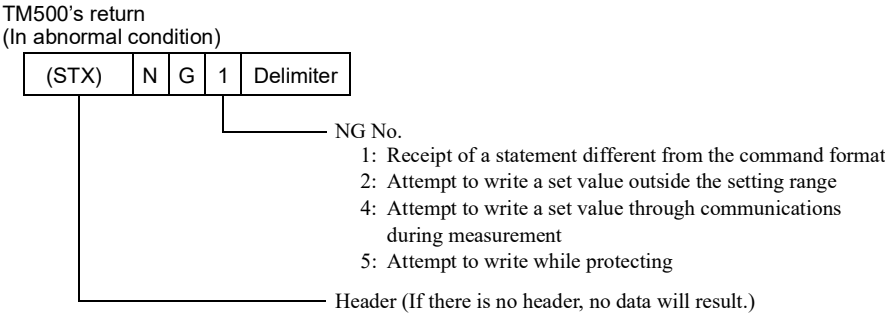 TM500's return
(In abnormal condition)
(STX) N G 1 Delimiter
NG No.
1: Receipt of a statement different from the command format
2: Attempt to write a set value outside the setting range
4: Attempt to write a set value through communications
during measurement
5: Attempt to write while protecting
Header (If there is no header, no data will result.)